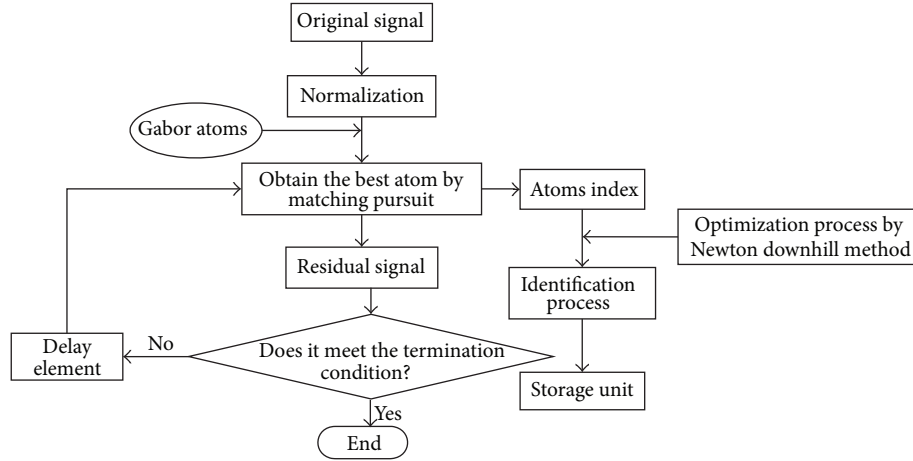 Original signal
Normalization
Gabor atoms
Obtain the best atom by
matching pursuit
Atoms index
Optimization process by
Newton downhill method
Residual signal
Identification
process
No
Delay
element
Does it meet the termination
condition?
Storage unit
Yes
End